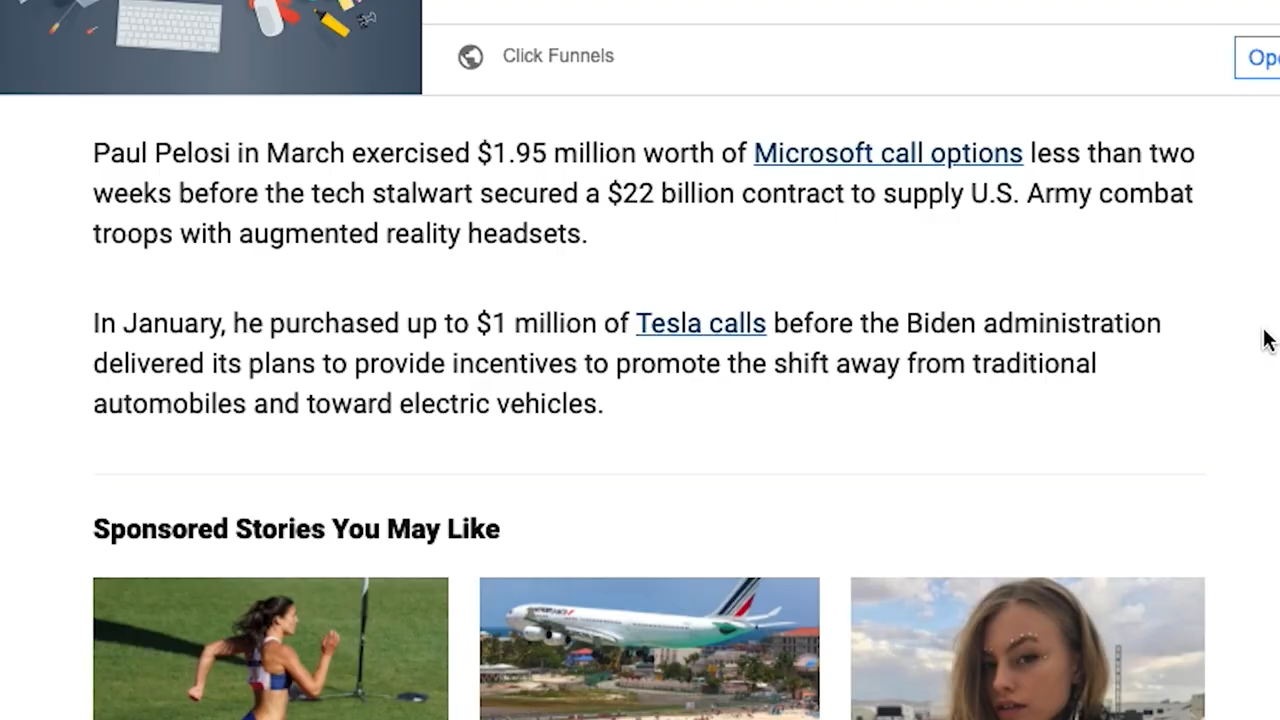 Click Funnels
Paul Pelosi in March exercised $1.95 million worth of Microsoft call options less than two
weeks before the tech stalwart secured a $22 billion contract to supply U.S. Army combat
troops with augmented reality headsets.
In January, he purchased up to $1 million of Tesla calls before the Biden administration
delivered its plans to provide incentives to promote the shift away from traditional
automobiles and toward electric vehicles.
Sponsored Stories You May Like